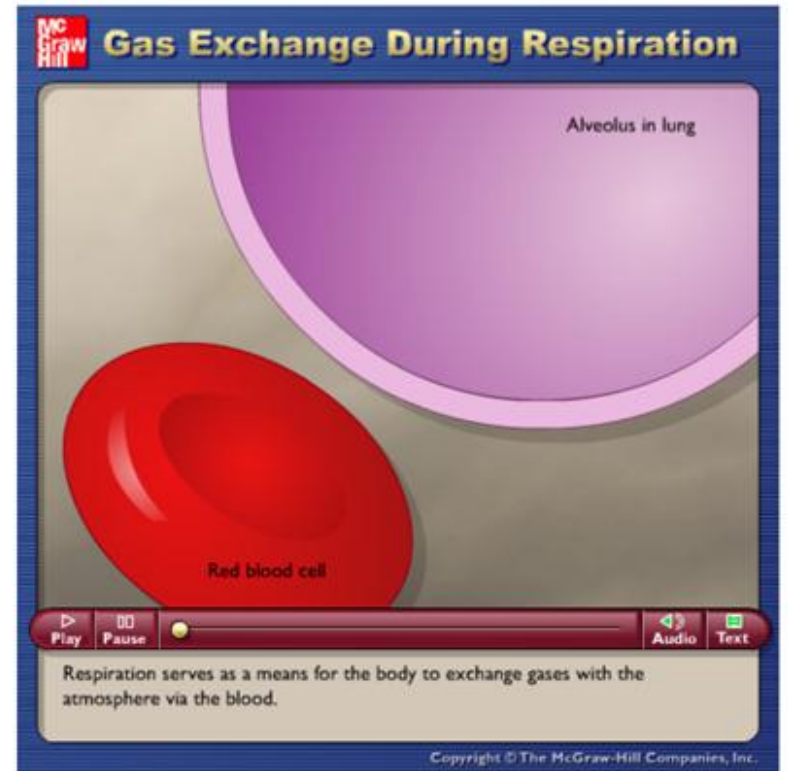 Mc
Graw
Hill
Gas Exchange During Respiration
Alveolus in lung
Red blood cell
Play
Pause
Audio
Text
Respiration serves as a means for the body to exchange gases with the
atmosphere via the blood.
Copyright © The McGraw-Hill Companies, Inc.